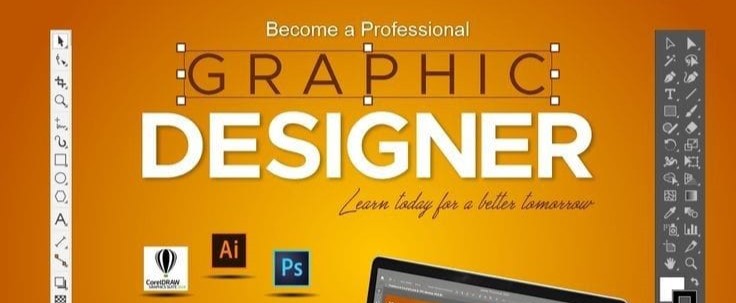 Become a Professional
GRAPHIC
DESIGNER
Learn today for a better tomorrow
Ai
Ps
CorelDRAW